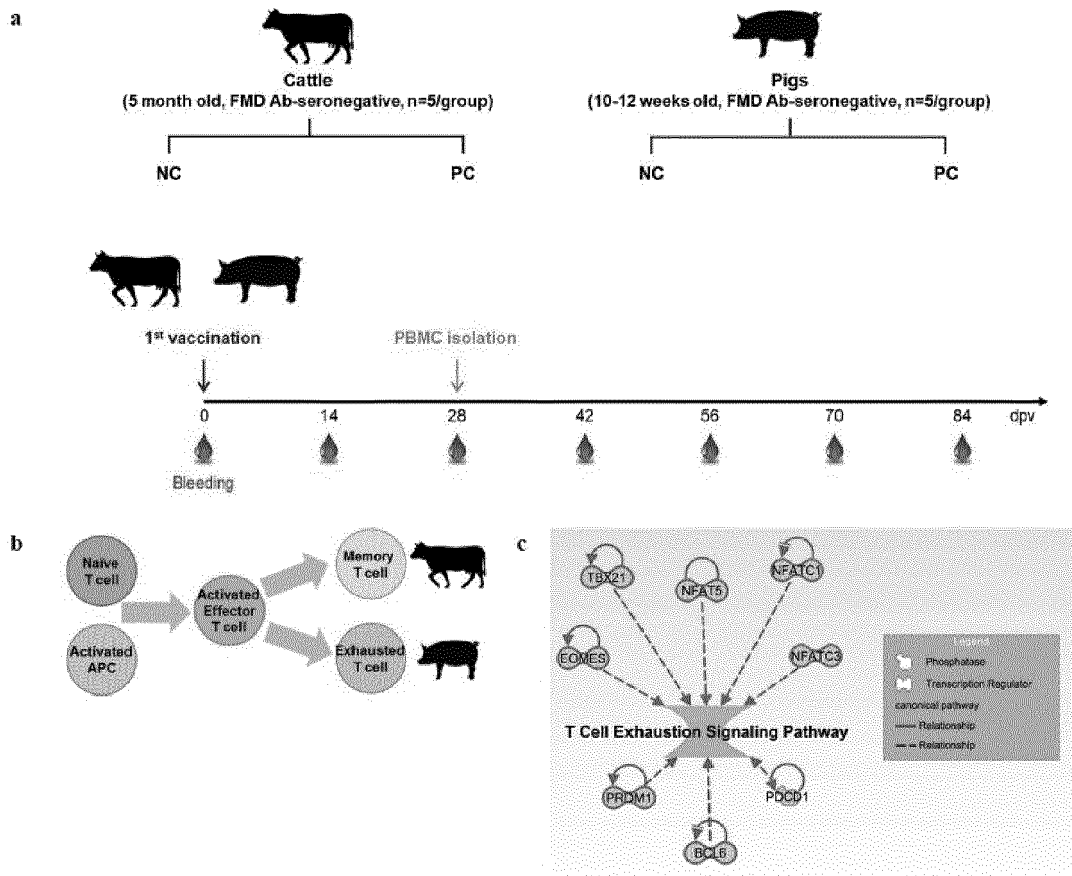 a
Cattle
(5 month old, FMD Ab-seronegative, n=5/group)
NC
PC
Pigs
(10-12 weeks old, FMD Ab-seronegative, n=5/group)
NC
PC
1st vaccination
PBMC isolation
0
14
28
42
56
70
84
dpv
Bleeding
b
Naive
T cell
Activated
APC
Activated
Effector
T cell
Memory
T cell
Exhausted
T cell
c
TBX21
NFAT5
NFATC1
EOMES
NFATC3
T Cell Exhaustion Signaling Pathway
PRDM1
PDCD1
BCL6
Legend
Phosphatase
Transcription Regulator
canonical pathway
Relationship
Relationship